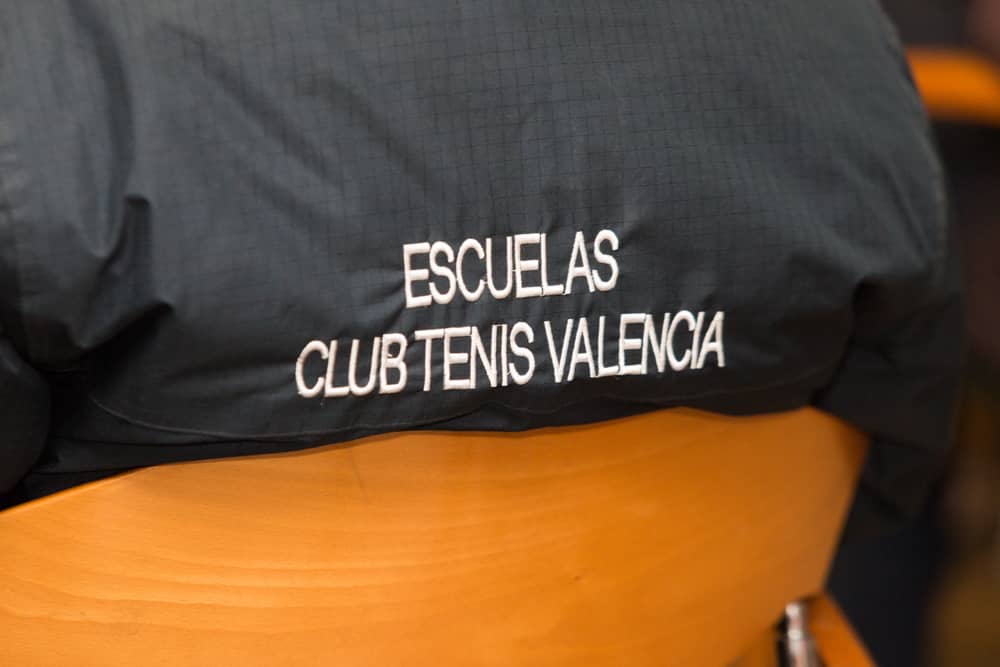 ESCUELAS
CLUB TENIS VALENCIA